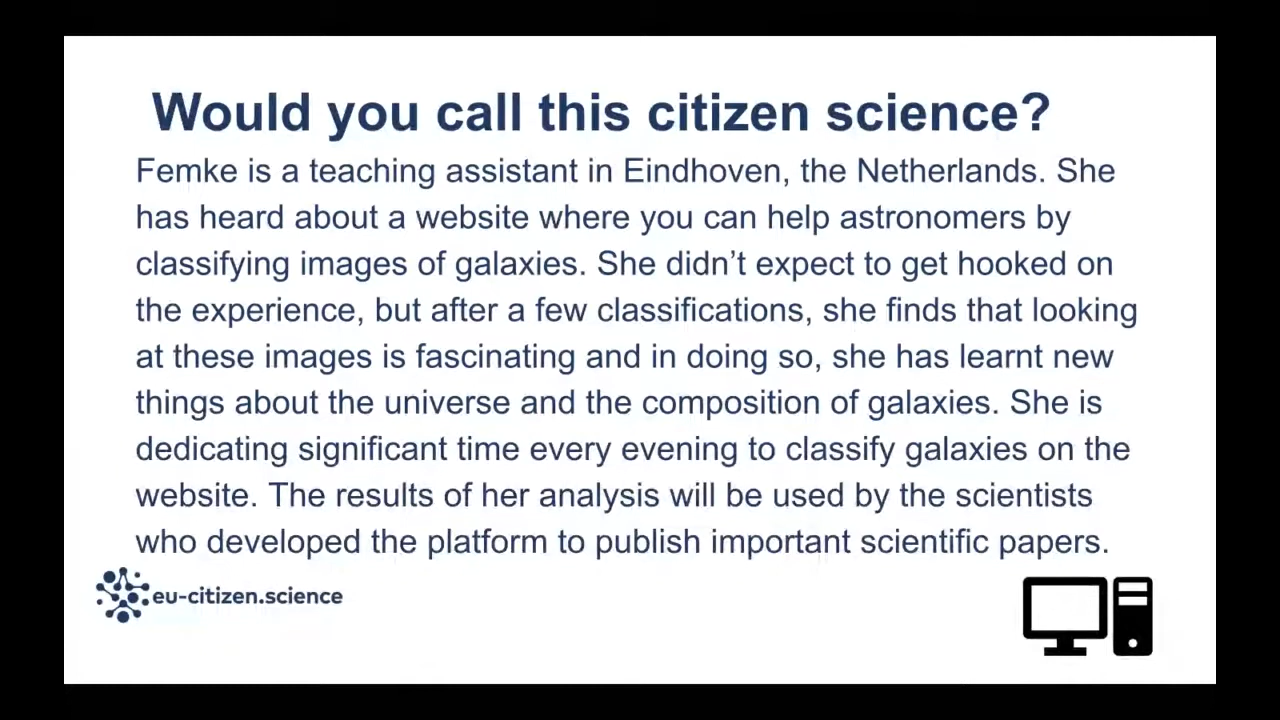 Would you call this citizen science?
Femke is a teaching assistant in Eindhoven, the Netherlands. She
has heard about a website where you can help astronomers by
classifying images of galaxies. She didn’t expect to get hooked on
the experience, but after a few classifications, she finds that looking
at these images is fascinating and in doing so, she has learnt new
things about the universe and the composition of galaxies. She is
dedicating significant time every evening to classify galaxies on the
website. The results of her analysis will be used by the scientists
who developed the platform to publish important scientific papers.
eu-citizen.science